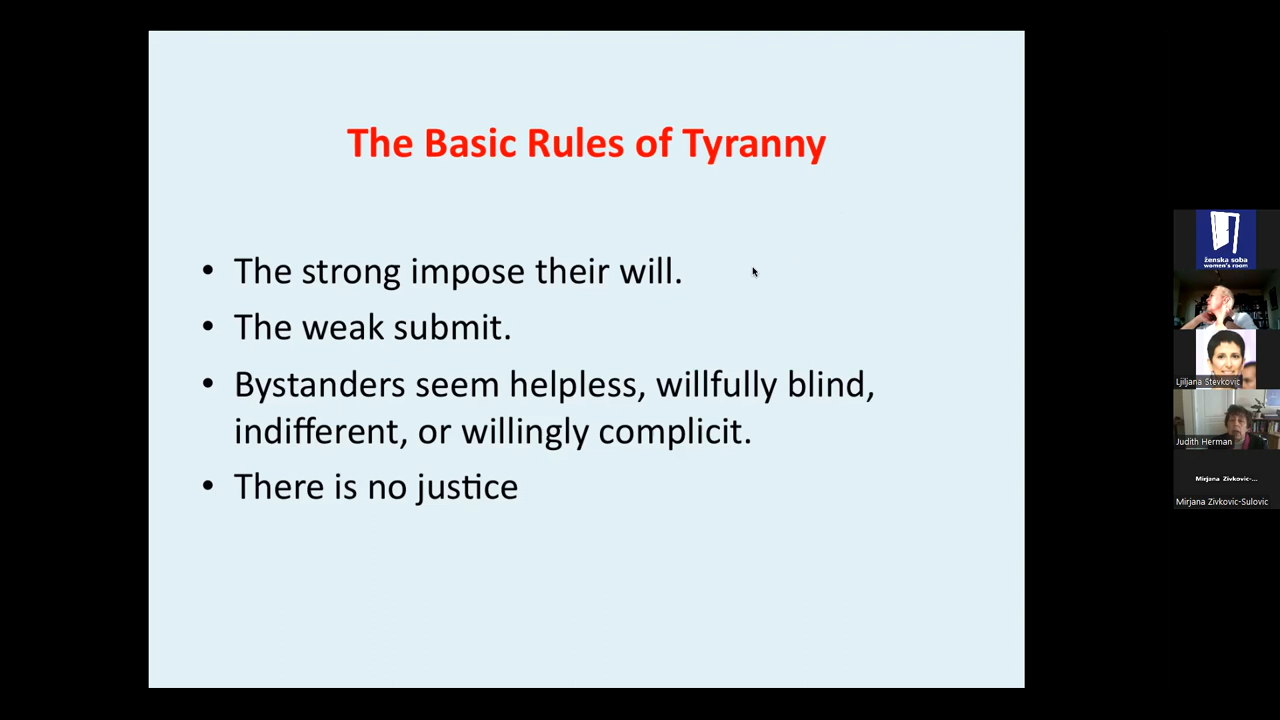 The Basic Rules of Tyranny
• The strong impose their will.
• The weak submit.
• Bystanders seem helpless, willfully blind,
indifferent, or willingly complicit.
• There is no justice
ženska soba
women's room
Ljiljana Stevkovic
Judith Herman
Mirjana Zivkovic-...
Mirjana Zivkovic-Sulovic